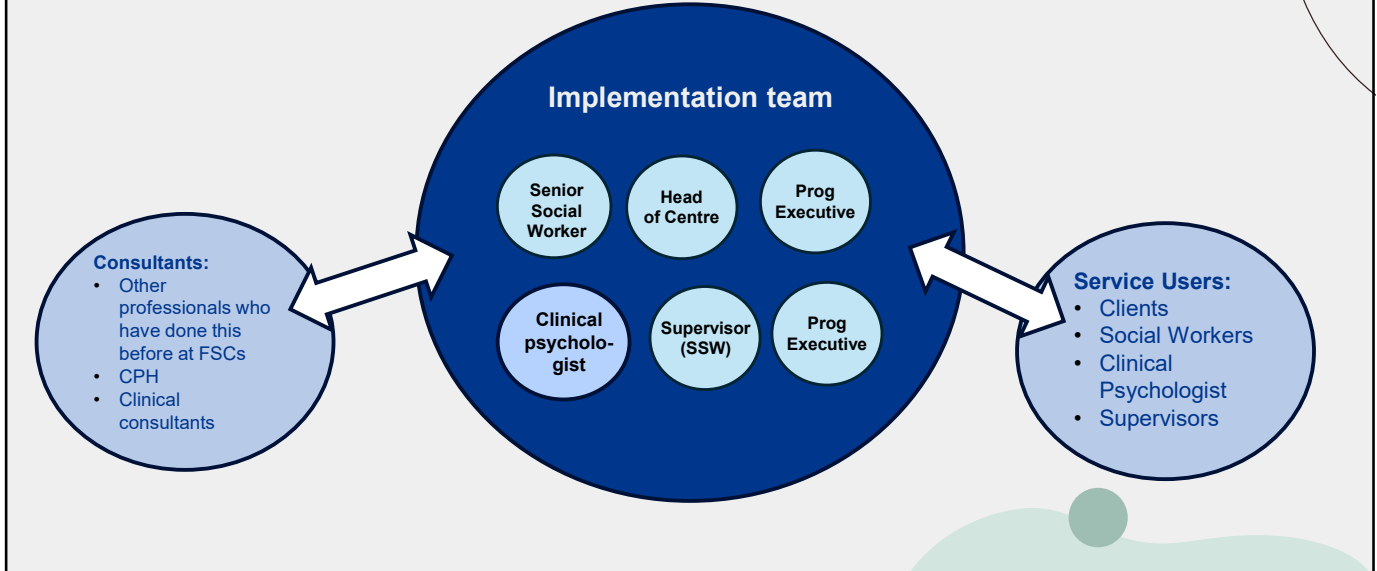 Implementation team
Senior
Social
Worker
Head
of Centre
Prog
Executive
Clinical
psycholo-
gist
Supervisor
(SSW)
Prog
Executive
Consultants:
• Other
professionals who
have done this
before at FSCs
• CPH
• Clinical
consultants
Service Users:
• Clients
• Social Workers
• Clinical
Psychologist
• Supervisors